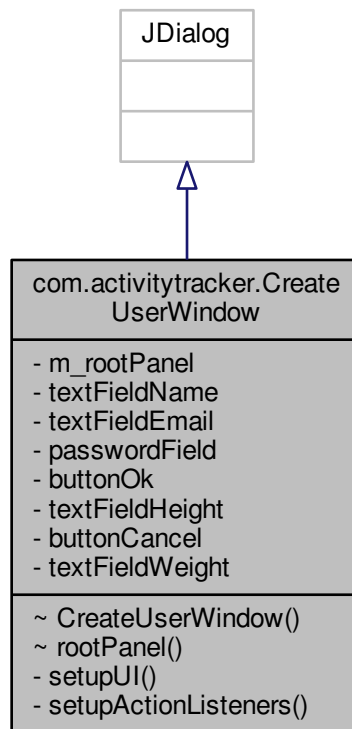 JDialog
com.activitytracker.Create
UserWindow
- m_rootPanel
- textFieldName
- textFieldEmail
- passwordField
- buttonOk
- textFieldHeight
- buttonCancel
- textFieldWeight
~ CreateUserWindow()
~ rootPanel()
- setupUI()
- setupActionListeners()